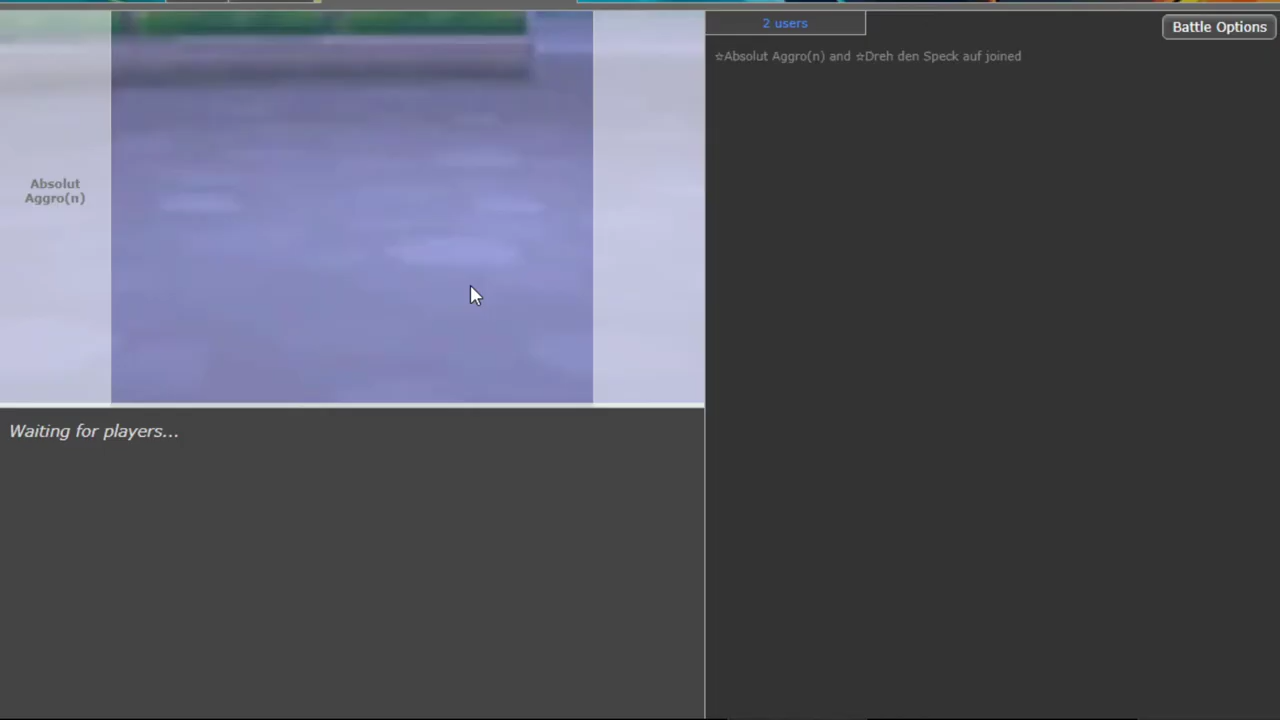 2 users
Battle Options
☆Absolut Aggro(n) and ☆Dreh den Speck auf joined
Absolut
Aggro(n)
Waiting for players...